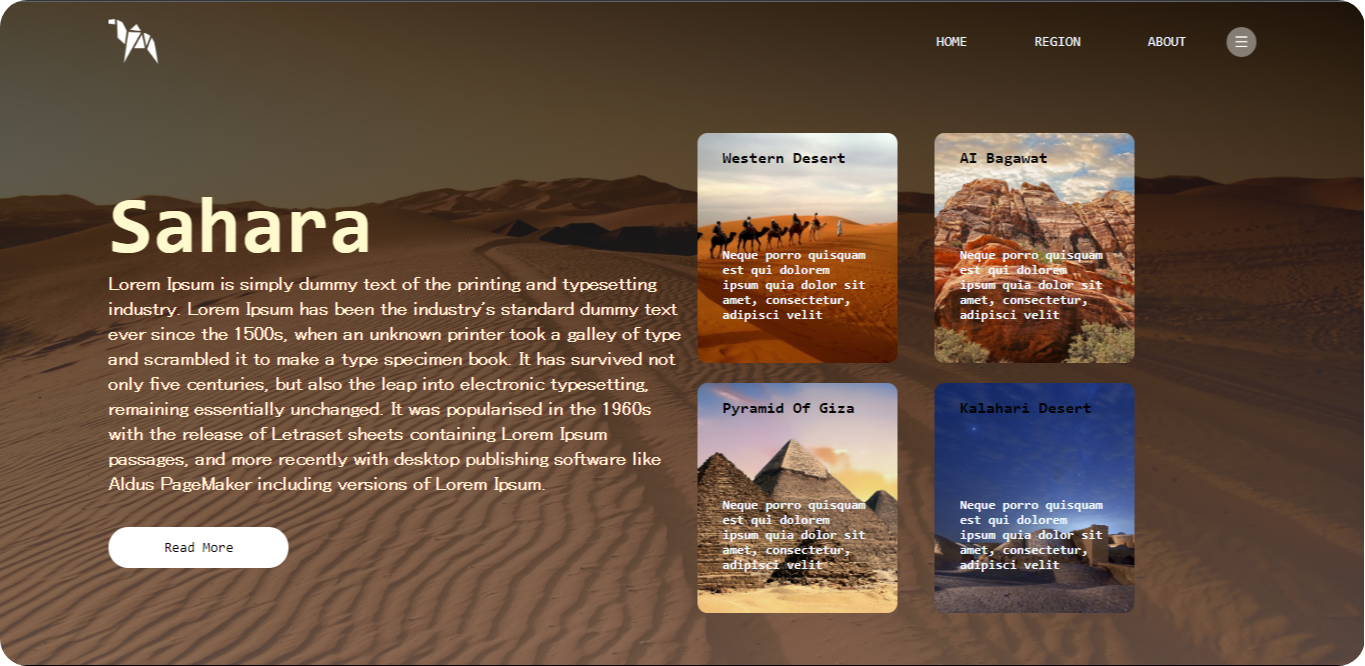 HOME REGION ABOUT
Sahara
Lorem Ipsum is simply dummy text of the printing and typesetting
industry. Lorem Ipsum has been the industry's standard dummy text
ever since the 1500s, when an unknown printer took a galley of type
and scrambled it to make a type specimen book. It has survived not
only five centuries, but also the leap into electronic typesetting,
remaining essentially unchanged. It was popularised in the 1960s
with the release of Letraset sheets containing Lorem Ipsum
passages, and more recently with desktop publishing software like
Aldus PageMaker including versions of Lorem Ipsum.
Read More
Western Desert
Neque porro quisquam
est qui dolorem
ipsum quia dolor sit
amet, consectetur,
adipisci velit
AI Bagawat
Neque porro quisquam
est qui dolorem
ipsum quia dolor sit
amet, consectetur,
adipisci velit
Pyramid Of Giza
Neque porro quisquam
est qui dolorem
ipsum quia dolor sit
amet, consectetur,
adipisci velit
Kalahari Desert
Neque porro quisquam
est qui dolorem
ipsum quia dolor sit
amet, consectetur,
adipisci velit